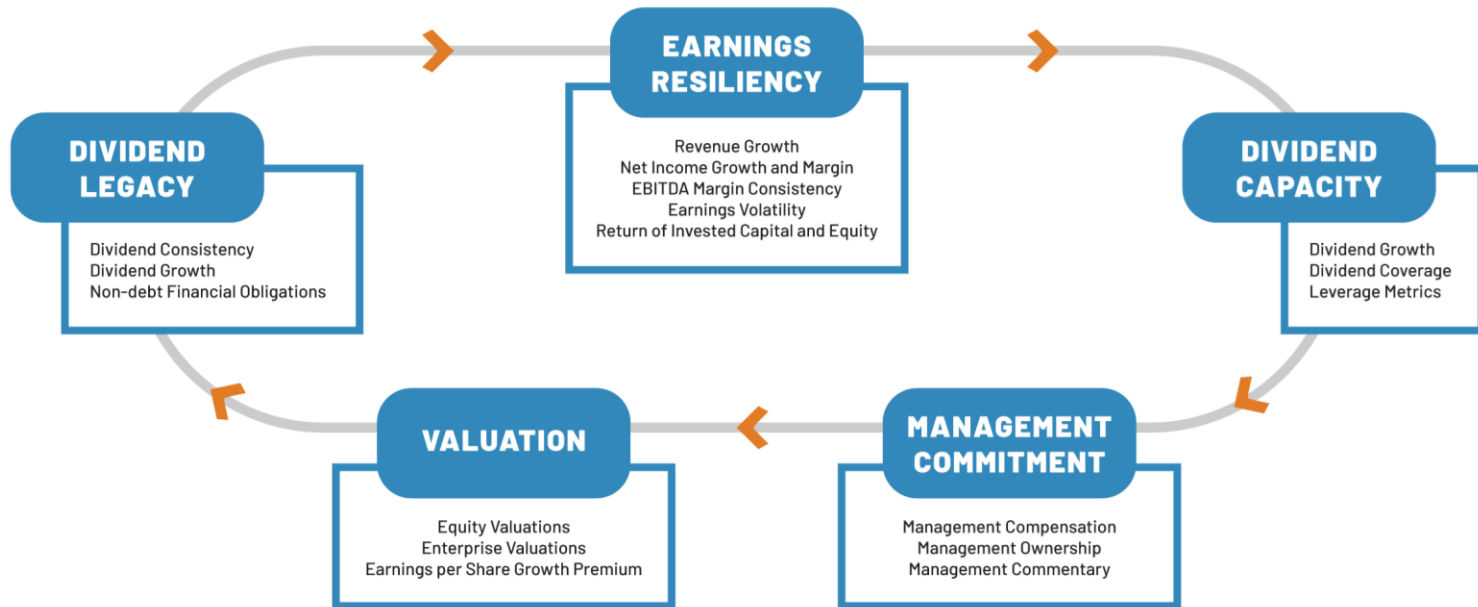 EARNINGS
RESILIENCY
Revenue Growth
Net Income Growth and Margin
EBITDA Margin Consistency
Earnings Volatility
Return of Invested Capital and Equity
DIVIDEND
LEGACY
Dividend Consistency
Dividend Growth
Non-debt Financial Obligations
DIVIDEND
CAPACITY
Dividend Growth
Dividend Coverage
Leverage Metrics
VALUATION
Equity Valuations
Enterprise Valuations
Earnings per Share Growth Premium
MANAGEMENT
COMMITMENT
Management Compensation
Management Ownership
Management Commentary